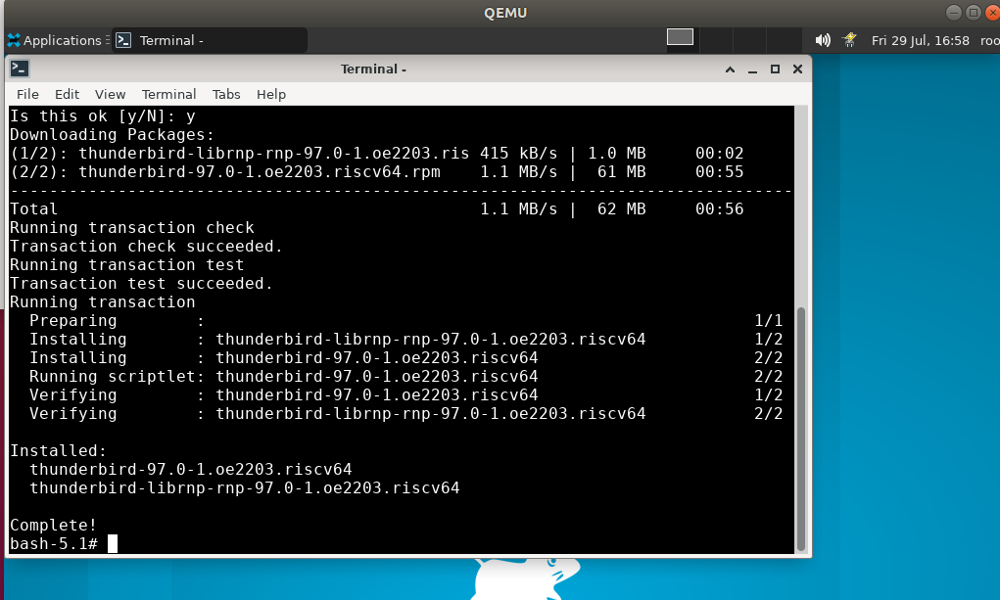 QEMU
Applications
Terminal -
Fri 29 Jul, 16:58 roo
Terminal -
File Edit View Terminal Tabs Help
Is this ok [y/N]: y
Downloading Packages:
(1/2): thunderbird-librnp-rnp-97.0-1.oe2203.ris 415 kB/s | 1.0 MB     00:02
(2/2): thunderbird-97.0-1.oe2203.riscv64.rpm    1.1 MB/s |  61 MB     00:55
--------------------------------------------------------------------------------
Total                                           1.1 MB/s |  62 MB     00:56
Running transaction check
Transaction check succeeded.
Running transaction test
Transaction test succeeded.
Running transaction
  Preparing        :                                                        1/1
  Installing       : thunderbird-librnp-rnp-97.0-1.oe2203.riscv64           1/2
  Installing       : thunderbird-97.0-1.oe2203.riscv64                      2/2
  Running scriptlet: thunderbird-97.0-1.oe2203.riscv64                      2/2
  Verifying        : thunderbird-97.0-1.oe2203.riscv64                      1/2
  Verifying        : thunderbird-librnp-rnp-97.0-1.oe2203.riscv64           2/2
Installed:
  thunderbird-97.0-1.oe2203.riscv64
  thunderbird-librnp-rnp-97.0-1.oe2203.riscv64
Complete!
bash-5.1#